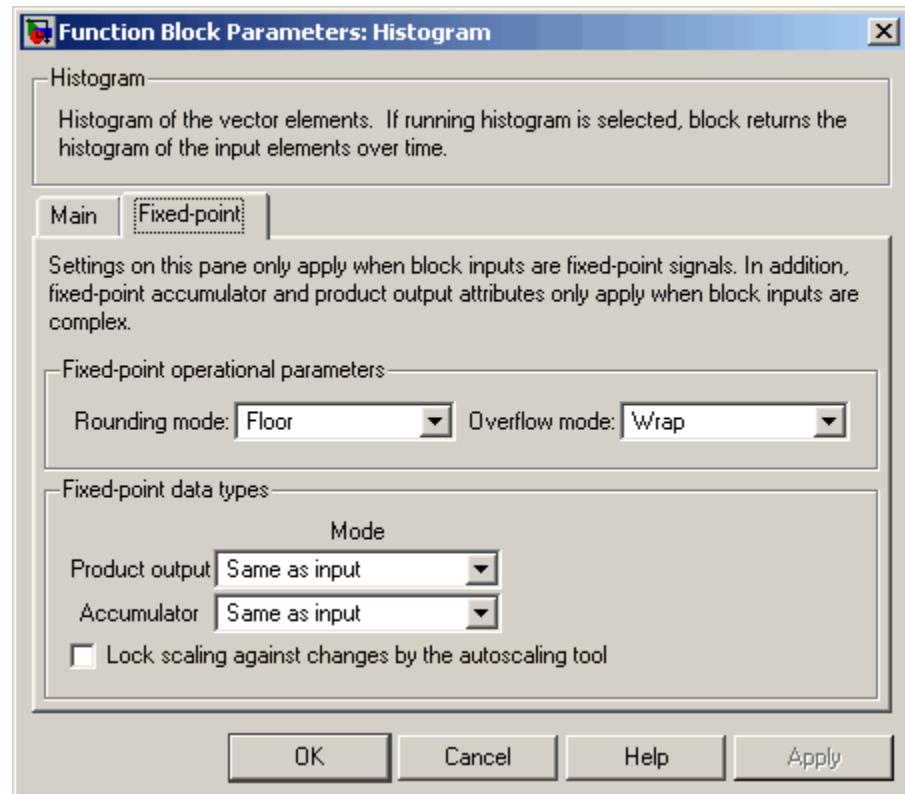 Function Block Parameters: Histogram
Histogram
Histogram of the vector elements.  If running histogram is selected, block returns the
histogram of the input elements over time.
Main Fixed-point
Settings on this pane only apply when block inputs are fixed-point signals. In addition,
fixed-point accumulator and product output attributes only apply when block inputs are
complex.
Fixed-point operational parameters
Rounding mode: Floor Overflow mode: Wrap
Fixed-point data types
Mode
Product output Same as input
Accumulator Same as input
Lock scaling against changes by the autoscaling tool
OK Cancel Help Apply